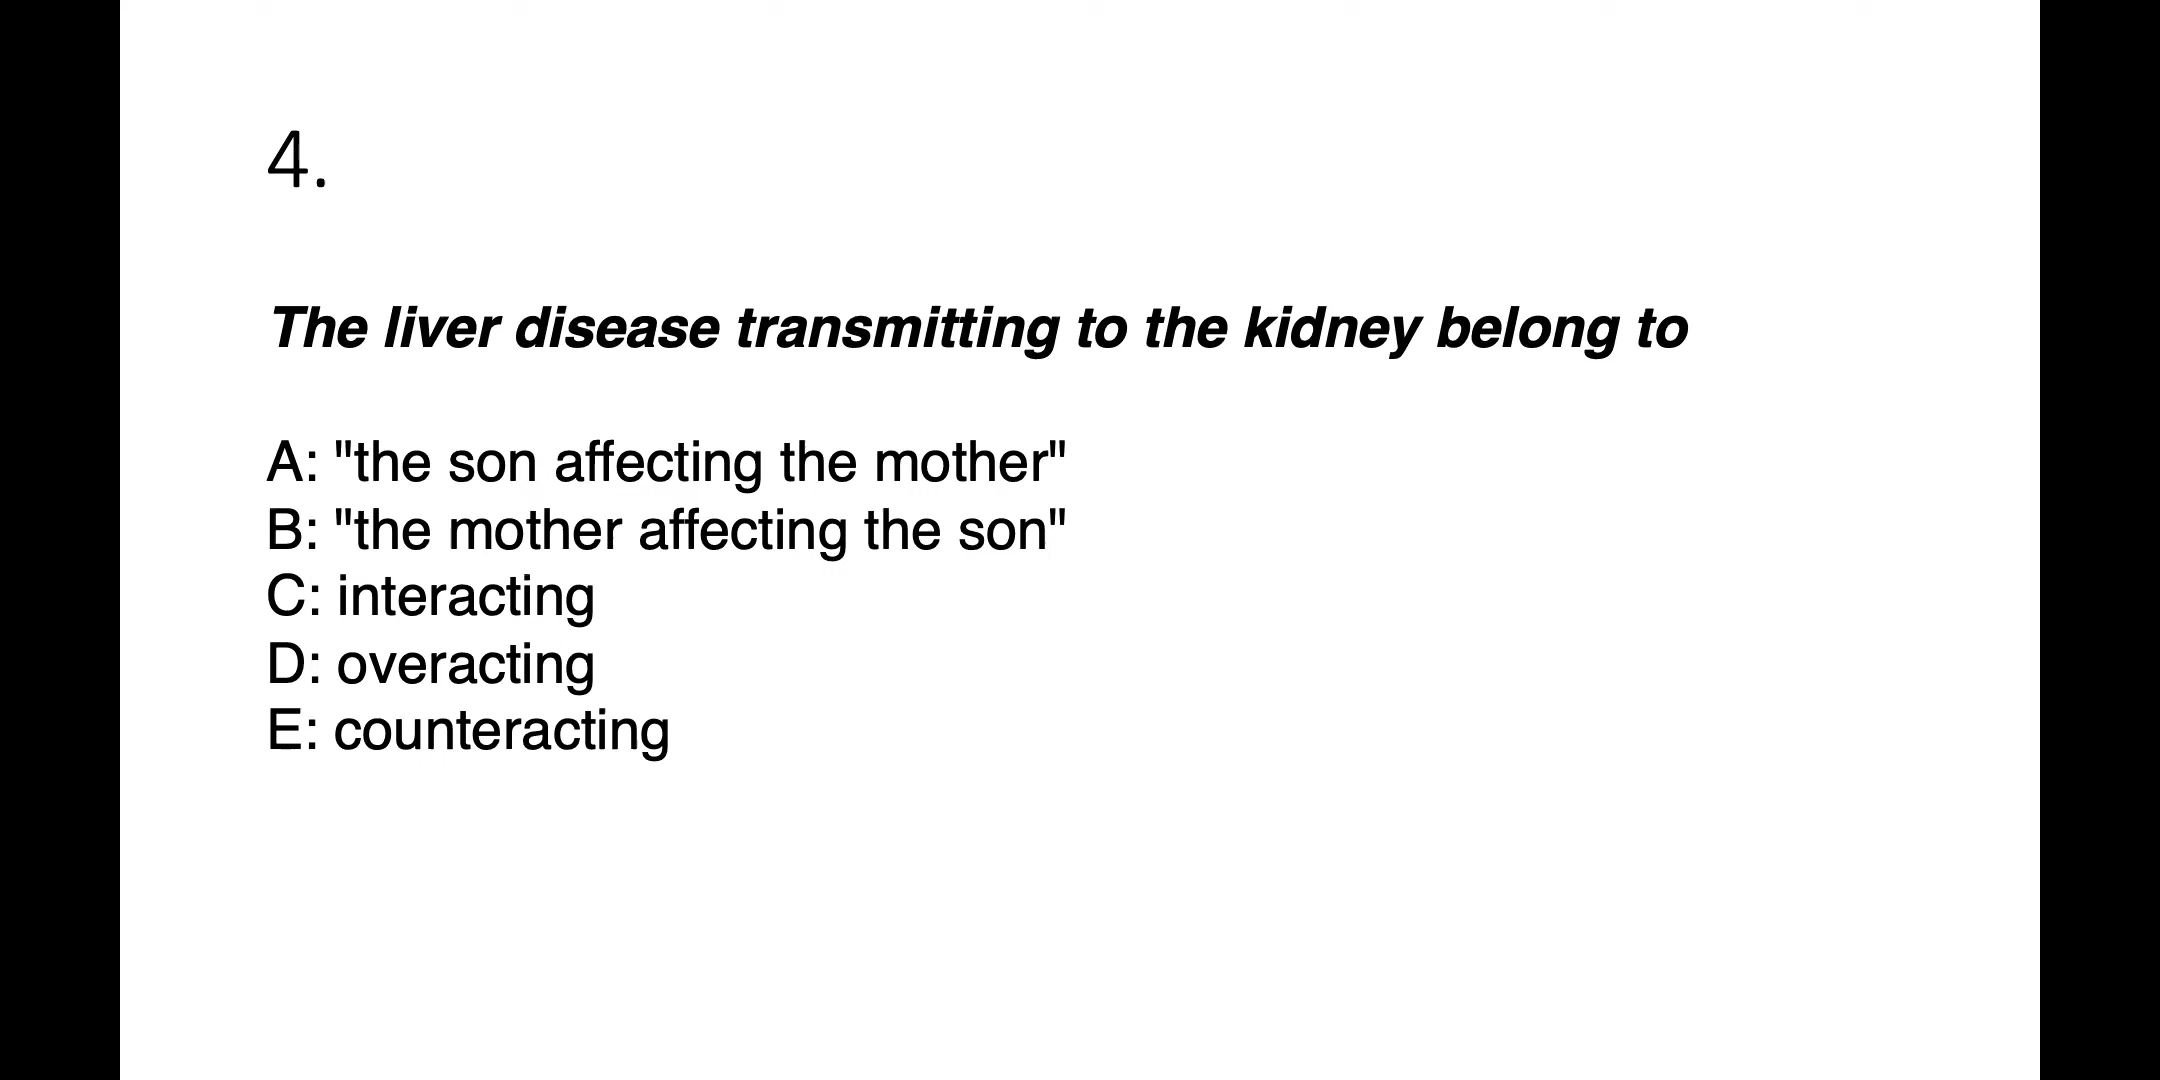 4.
The liver disease transmitting to the kidney belong to
A: "the son affecting the mother"
B: "the mother affecting the son"
C: interacting
D: overacting
E: counteracting